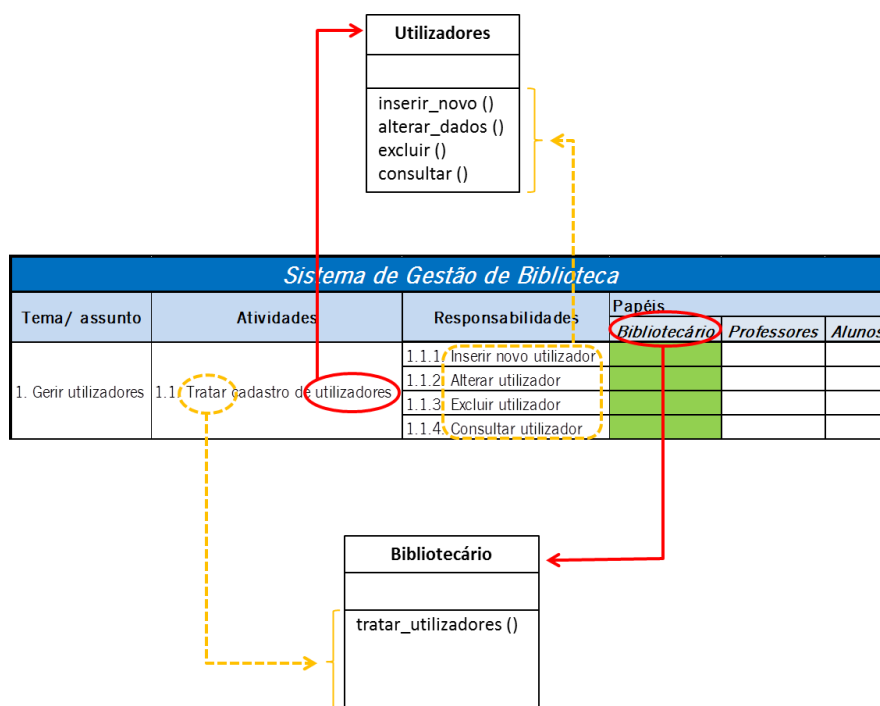 Utilizadores
inserir_novo ()
alterar_dados ()
excluir ()
consultar ()
Sistema de Gestão de Biblioteca
Tema/ assunto
Atividades
Responsabilidades
Papéis
Bibliotecário
Professores
Alunos
1. Gerir utilizadores
1.1. Tratar cadastro de utilizadores
1.1.1. Inserir novo utilizador
1.1.2. Alterar utilizador
1.1.3. Excluir utilizador
1.1.4. Consultar utilizador
Bibliotecário
tratar_utilizadores ()